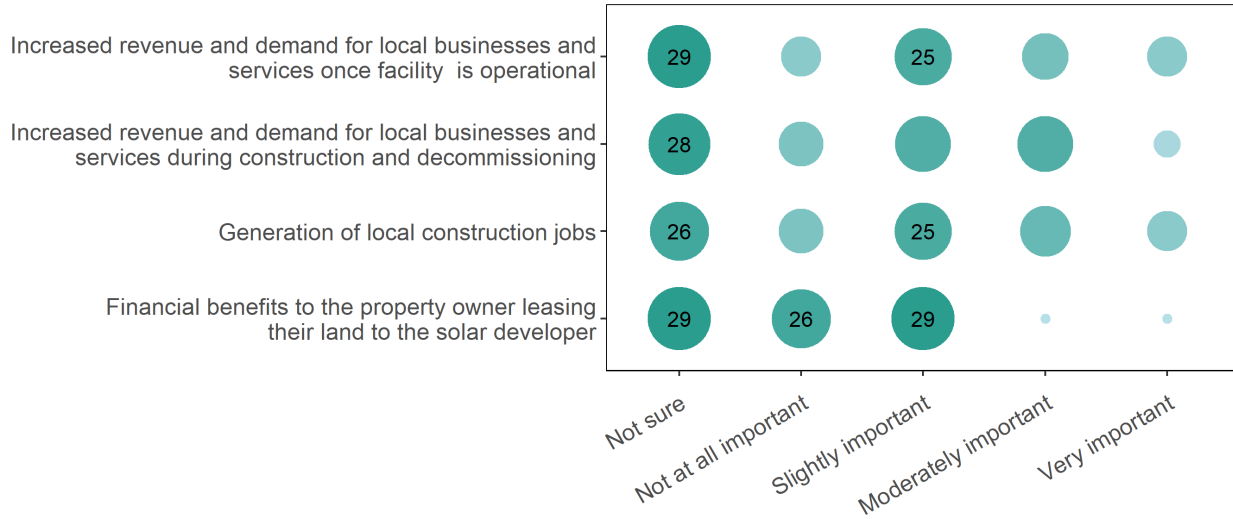 Increased revenue and demand for local businesses and
services once facility  is operational
29
25
Increased revenue and demand for local businesses and
services during construction and decommissioning
28
Generation of local construction jobs
26
25
Financial benefits to the property owner leasing
their land to the solar developer
29
26
29
Not sure
Not at all important
Slightly important
Moderately important
Very important